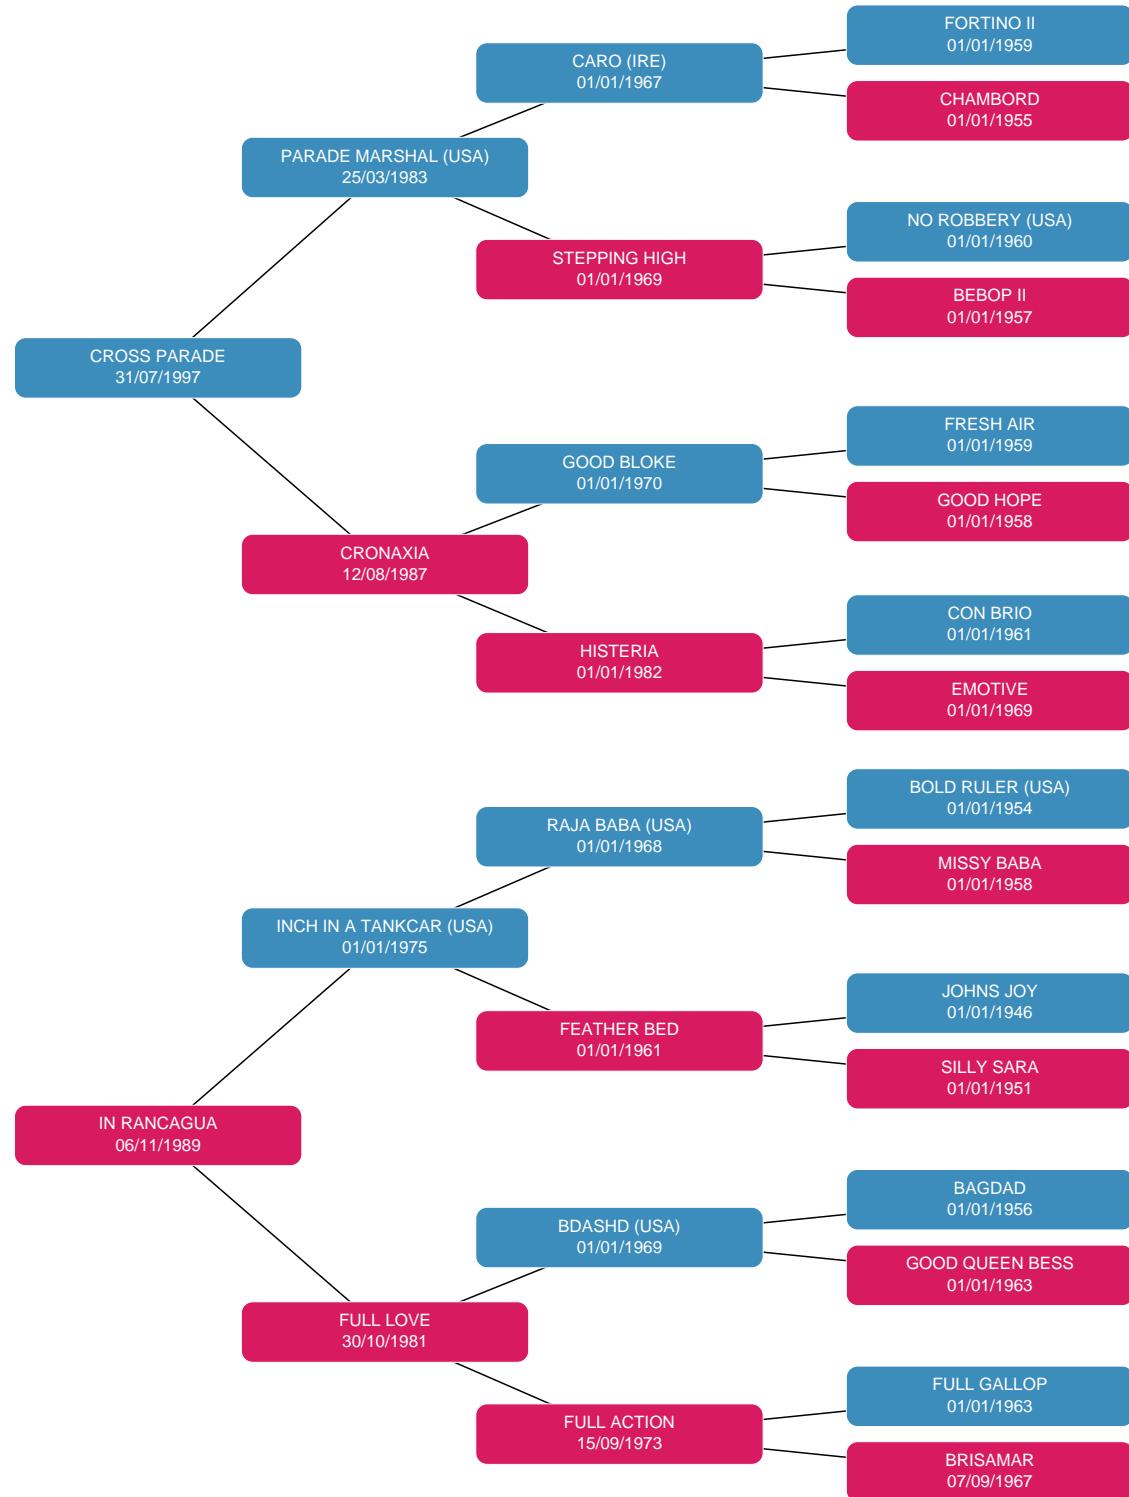 FORTINO II
01/01/1959
CARO (IRE)
01/01/1967
CHAMBORD
01/01/1955
PARADE MARSHAL (USA)
25/03/1983
NO ROBBERY (USA)
01/01/1960
STEPPING HIGH
01/01/1969
BEBOP II
01/01/1957
CROSS PARADE
31/07/1997
FRESH AIR
01/01/1959
GOOD BLOKE
01/01/1970
GOOD HOPE
01/01/1958
CRONAXIA
12/08/1987
CON BRIO
01/01/1961
HISTERIA
01/01/1982
EMOTIVE
01/01/1969
BOLD RULER (USA)
01/01/1954
RAJA BABA (USA)
01/01/1968
MISSY BABA
01/01/1958
INCH IN A TANKCAR (USA)
01/01/1975
JOHNS JOY
01/01/1946
FEATHER BED
01/01/1961
SILLY SARA
01/01/1951
IN RANCAGUA
06/11/1989
BAGDAD
01/01/1956
BDASHD (USA)
01/01/1969
GOOD QUEEN BESS
01/01/1963
FULL LOVE
30/10/1981
FULL GALLOP
01/01/1963
FULL ACTION
15/09/1973
BRISAMAR
07/09/1967